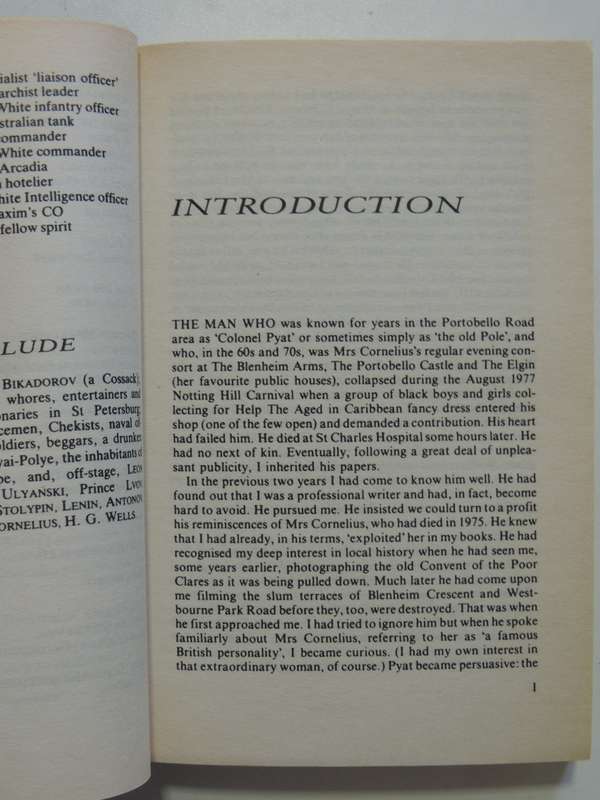 ialist 'liaison officer'
archist leader
White infantry officer
stralian tank
commander
White commander
Arcadia
hotelier
hite Intelligence officer
axim's CO
fellow spirit
LUDE
BIKADOROV (a Cossack),
whores, entertainers and
onaries in St Petersburg,
cemen, Chekists, naval of-
oldiers, beggars, a drunken
yai-Polye, the inhabitants of
pe, and, off-stage, LEON
ULYANSKI, Prince LVOV
STOLYPIN, LENIN, ANTONOV
ORNELIUS, H. G. WELLS.
INTRODUCTION
THE MAN WHO was known for years in the Portobello Road
area as 'Colonel Pyat' or sometimes simply as 'the old Pole', and
who, in the 60s and 70s, was Mrs Cornelius's regular evening con-
sort at The Blenheim Arms, The Portobello Castle and The Elgin
(her favourite public houses), collapsed during the August 1977
Notting Hill Carnival when a group of black boys and girls col-
lecting for Help The Aged in Caribbean fancy dress entered his
shop (one of the few open) and demanded a contribution. His heart
had failed him. He died at St Charles Hospital some hours later. He
had no next of kin. Eventually, following a great deal of unplea-
sant publicity, I inherited his papers.
In the previous two years I had come to know him well. He had
found out that I was a professional writer and had, in fact, become
hard to avoid. He pursued me. He insisted we could turn to a profit
his reminiscences of Mrs Cornelius, who had died in 1975. He knew
that I had already, in his terms, 'exploited' her in my books. He had
recognised my deep interest in local history when he had seen me,
some years earlier, photographing the old Convent of the Poor
Clares as it was being pulled down. Much later he had come upon
me filming the slum terraces of Blenheim Crescent and West-
bourne Park Road before they, too, were destroyed. That was when
he first approached me. I had tried to ignore him but when he spoke
familiarly about Mrs Cornelius, referring to her as 'a famous
British personality', I became curious. (I had my own interest in
that extraordinary woman, of course.) Pyat became persuasive: the
1